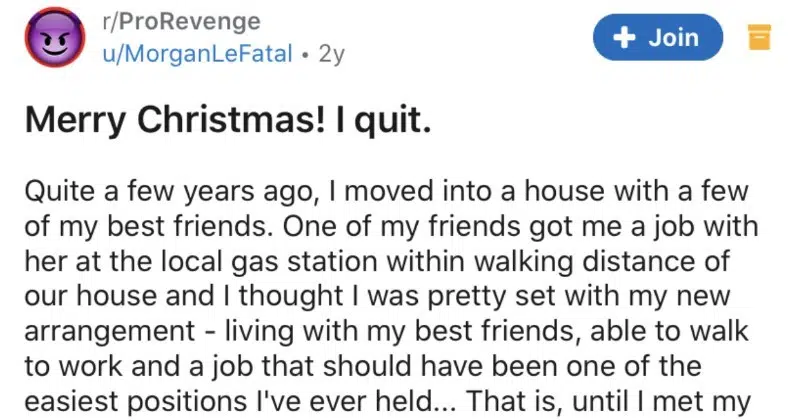 r/ProRevenge
u/MorganLeFatal • 2y
+ Join
Merry Christmas! I quit.
Quite a few years ago, I moved into a house with a few
of my best friends. One of my friends got me a job with
her at the local gas station within walking distance of
our house and I thought I was pretty set with my new
arrangement - living with my best friends, able to walk
to work and a job that should have been one of the
easiest positions I've ever held... That is, until I met my